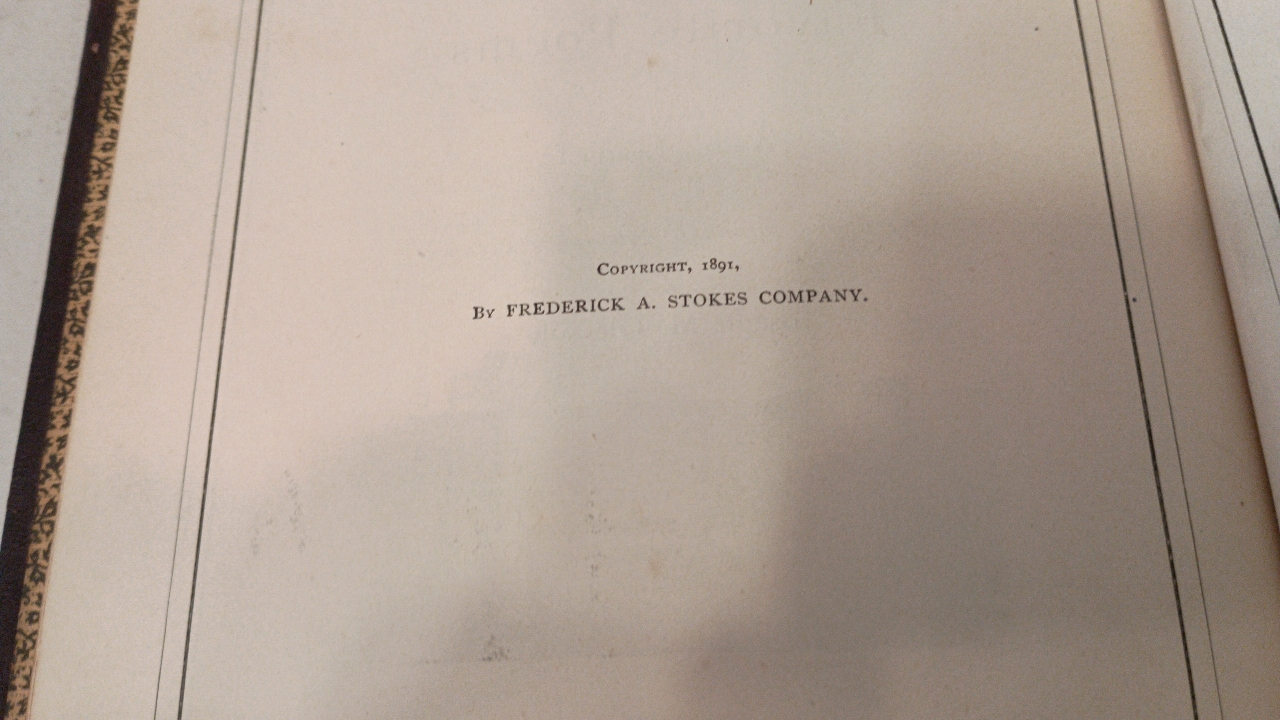 Copyright, 1891,
By FREDERICK A. STOKES COMPANY.